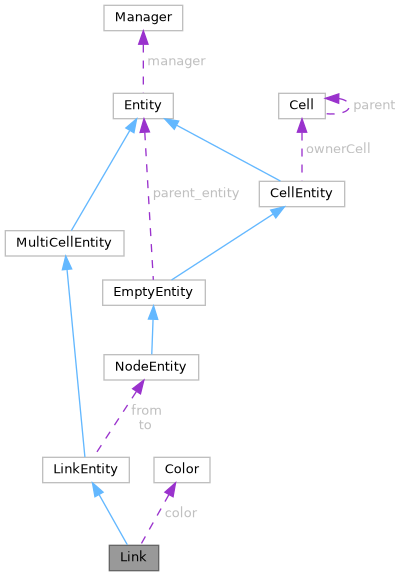 Manager
manager
Entity
Cell
parent
ownerCell
parent_entity
CellEntity
MultiCellEntity
EmptyEntity
NodeEntity
from
to
LinkEntity
Color
color
Link